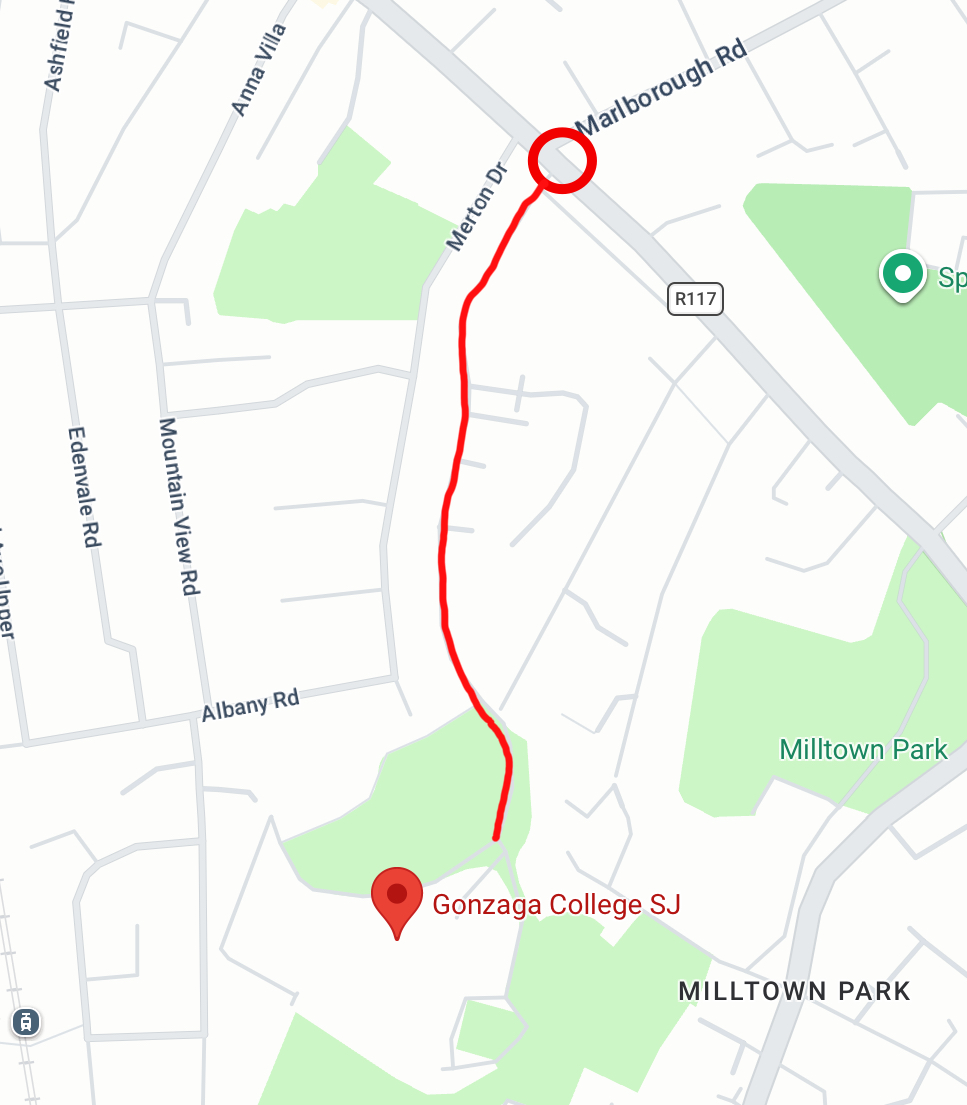 Ashfield
Anna Villa
Marlborough Rd
Merton Dr
R117
Sp
Edenvale Rd
Mountain View Rd
Upper
Albany Rd
Milltown Park
Gonzaga College SJ
MILLTOWN PARK